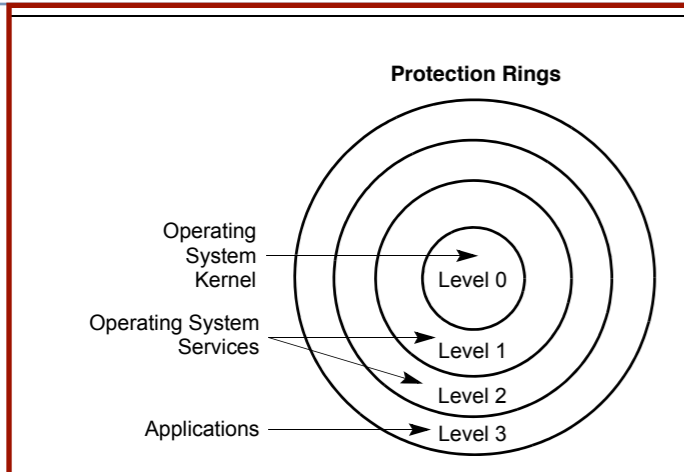 Protection Rings
Operating
System
Kernel
Level 0
Operating System
Services
Level 1
Level 2
Applications
Level 3